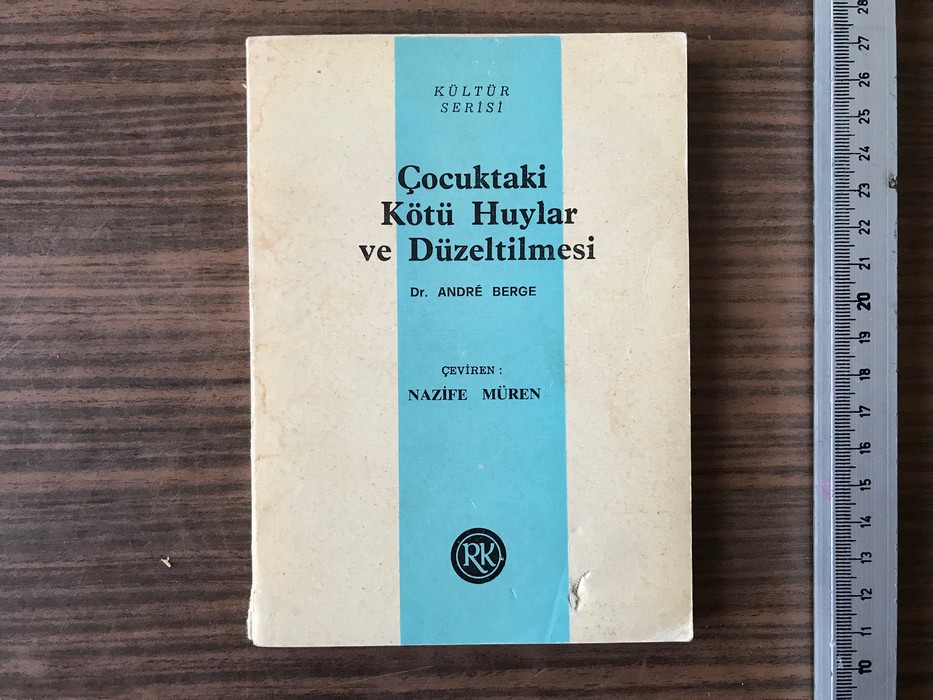 KÜLTÜR
SERİSİ
Çocuktaki
Kötü Huylar
ve Düzeltilmesi
Dr. ANDRÉ BERGE
ÇEVİREN :
NAZİFE MÜREN
RK
28
27
26
25
24
23
22
21
20
19
18
17
16
15
14
13
12
11
10